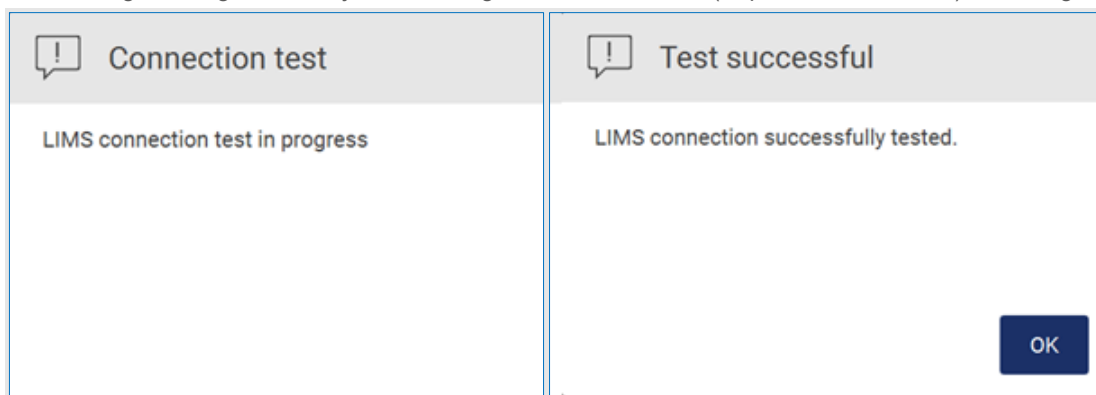 Connection test
LIMS connection test in progress
Test successful
LIMS connection successfully tested.
OK